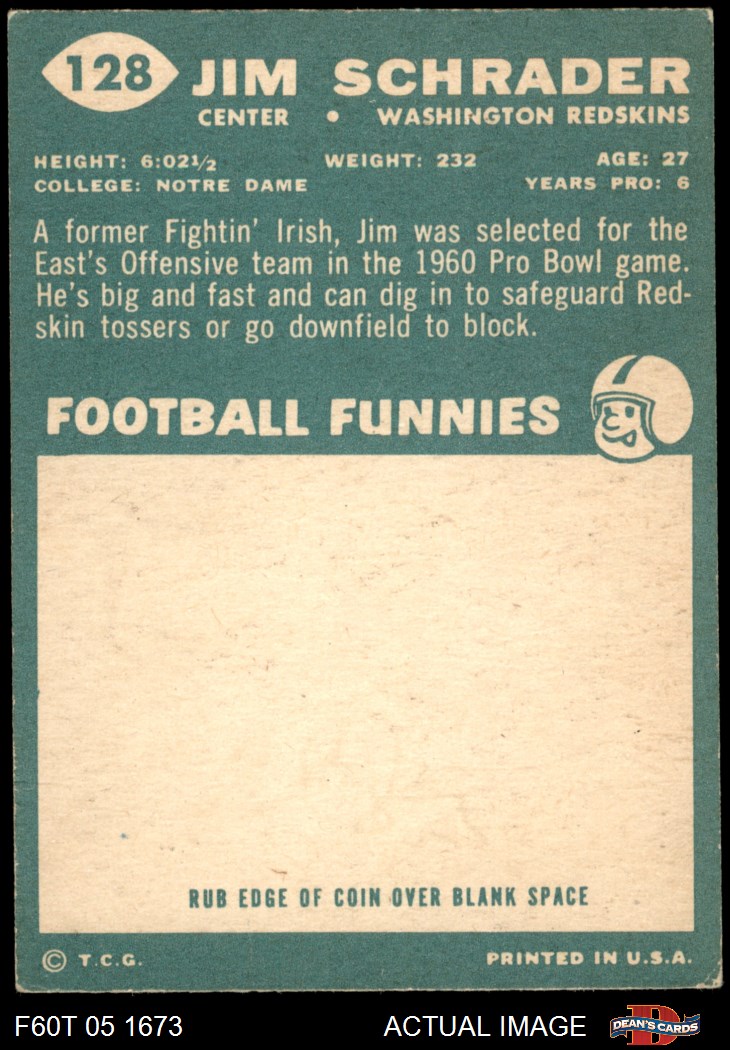 128
JIM SCHRADER
CENTER • WASHINGTON REDSKINS
HEIGHT: 6:02½ WEIGHT: 232 AGE: 27
COLLEGE: NOTRE DAME YEARS PRO: 6
A former Fightin' Irish, Jim was selected for the
East's Offensive team in the 1960 Pro Bowl game.
He's big and fast and can dig in to safeguard Red-
skin tossers or go downfield to block.
FOOTBALL FUNNIES
RUB EDGE OF COIN OVER BLANK SPACE
© T.C.G. PRINTED IN U.S.A.
F60T 05 1673 ACTUAL IMAGE D DEAN'S CARDS